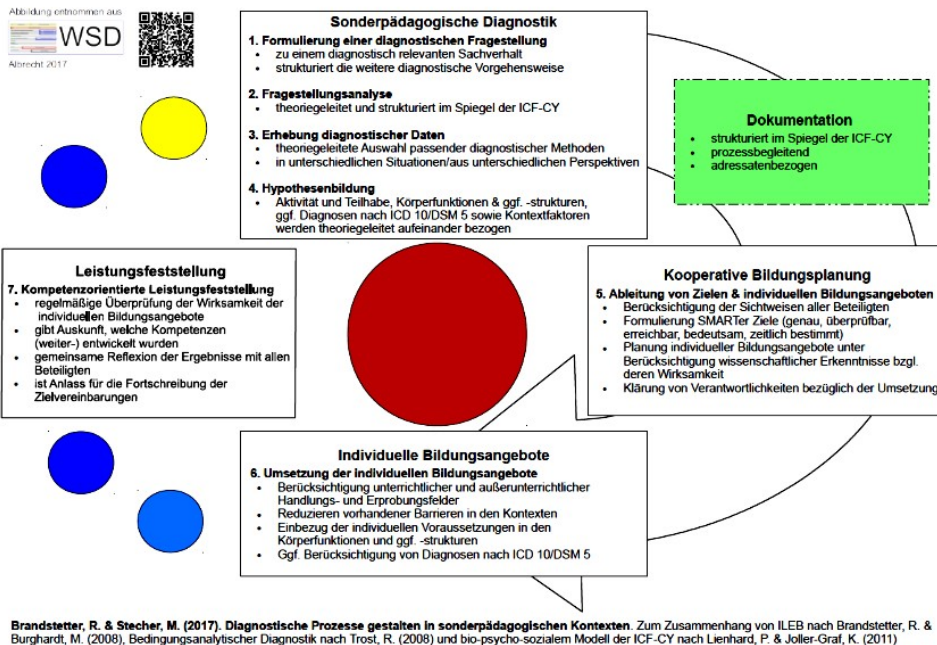 Abbildung entnommen aus
WSD
Albrecht 2017
Sonderpädagogische Diagnostik
1. Formulierung einer diagnostischen Fragestellung
• zu einem diagnostisch relevanten Sachverhalt
• strukturiert die weitere diagnostische Vorgehensweise
2. Fragestellungsanalyse
• theoriegeleitet und strukturiert im Spiegel der ICF-CY
3. Erhebung diagnostischer Daten
• theoriegeleitete Auswahl passender diagnostischer Methoden
• in unterschiedlichen Situationen/aus unterschiedlichen Perspektiven
4. Hypothesenbildung
• Aktivität und Teilhabe, Körperfunktionen & ggf. -strukturen,
ggf. Diagnosen nach ICD 10/DSM 5 sowie Kontextfaktoren
werden theoriegeleitet aufeinander bezogen
Dokumentation
• strukturiert im Spiegel der ICF-CY
• prozessbegleitend
• adressatenbezogen
Leistungsfeststellung
7. Kompetenzorientierte Leistungsfeststellung
• regelmäßige Überprüfung der Wirksamkeit der
individuellen Bildungsangebote
• gibt Auskunft, welche Kompetenzen
(weiter-) entwickelt wurden
• gemeinsame Reflexion der Ergebnisse mit allen
Beteiligten
• ist Anlass für die Fortschreibung der
Zielvereinbarungen
Kooperative Bildungsplanung
5. Ableitung von Zielen & individuellen Bildungsangeboten
• Berücksichtigung der Sichtweisen aller Beteiligten
• Formulierung SMARTer Ziele (genau, überprüfbar,
erreichbar, bedeutsam, zeitlich bestimmt)
• Planung individueller Bildungsangebote unter
Berücksichtigung wissenschaftlicher Erkenntnisse bzgl.
deren Wirksamkeit
• Klärung von Verantwortlichkeiten bezüglich der Umsetzung
Individuelle Bildungsangebote
6. Umsetzung der individuellen Bildungsangebote
• Berücksichtigung unterrichtlicher und außerunterrichtlicher
Handlungs- und Erprobungsfelder
• Reduzieren vorhandener Barrieren in den Kontexten
• Einbezug der individuellen Voraussetzungen in den
Körperfunktionen und ggf. -strukturen
• Ggf. Berücksichtigung von Diagnosen nach ICD 10/DSM 5
Brandstetter, R. & Stecher, M. (2017). Diagnostische Prozesse gestalten in sonderpädagogischen Kontexten. Zum Zusammenhang von ILEB nach Brandstetter, R. &
Burghardt, M. (2008), Bedingungsanalytischer Diagnostik nach Trost, R. (2008) und bio-psycho-sozialem Modell der ICF-CY nach Lienhard, P. & Joller-Graf, K. (2011)